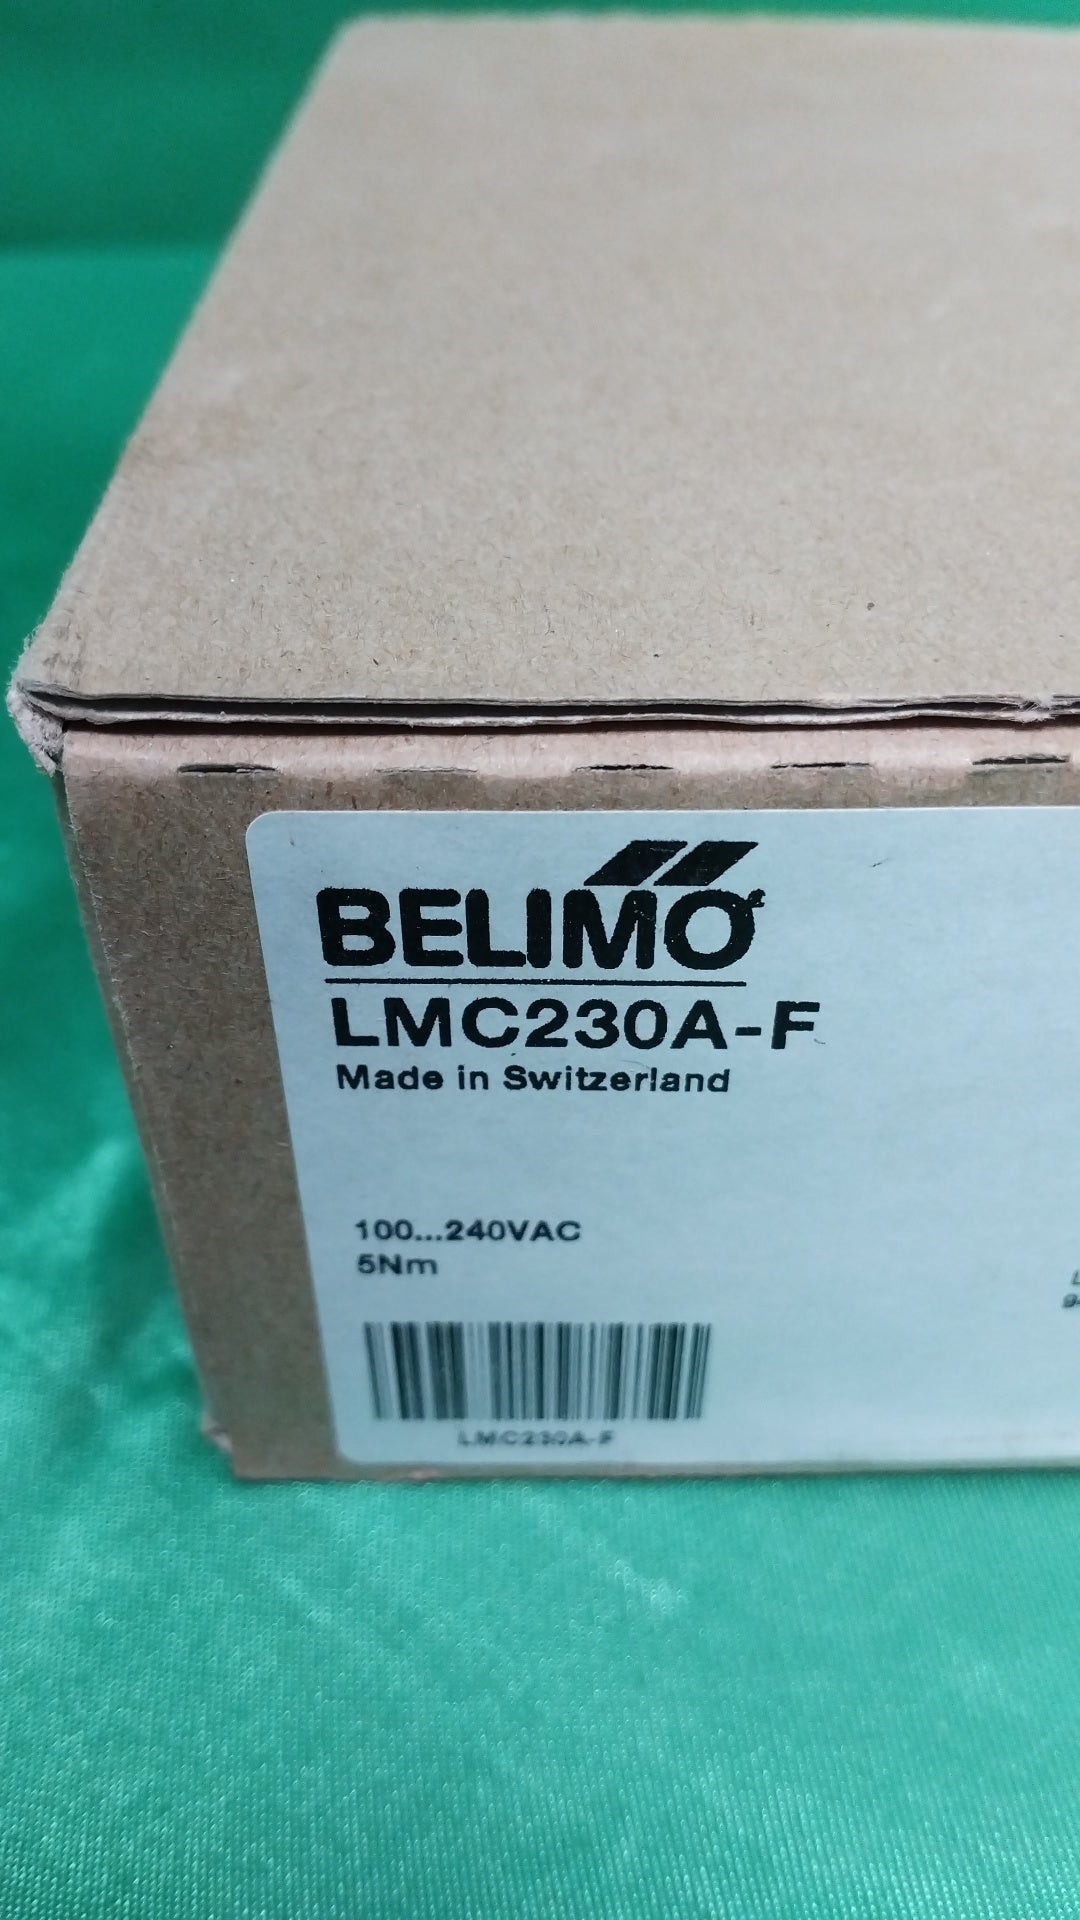 BELIMO
LMC230A-F
Made in Switzerland
100...240VAC
5Nm
LMC230A-F